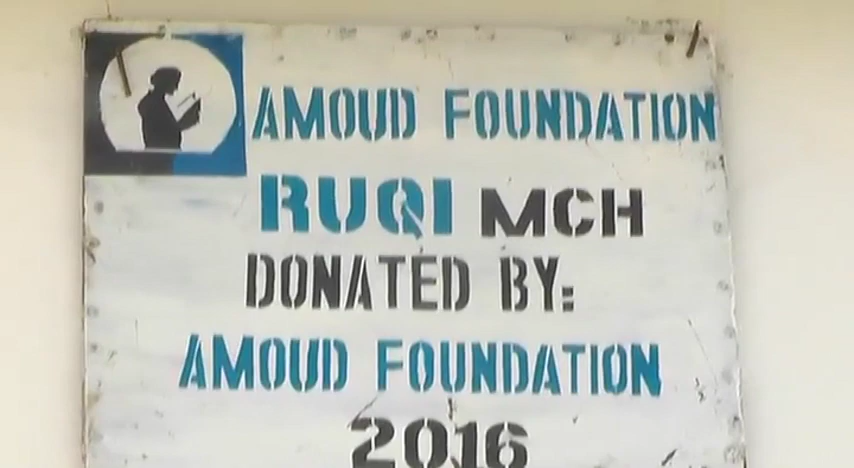 AMOUD FOUNDATION
RUQI MCH
DONATED BY:
AMOUD FOUNDATION
2016